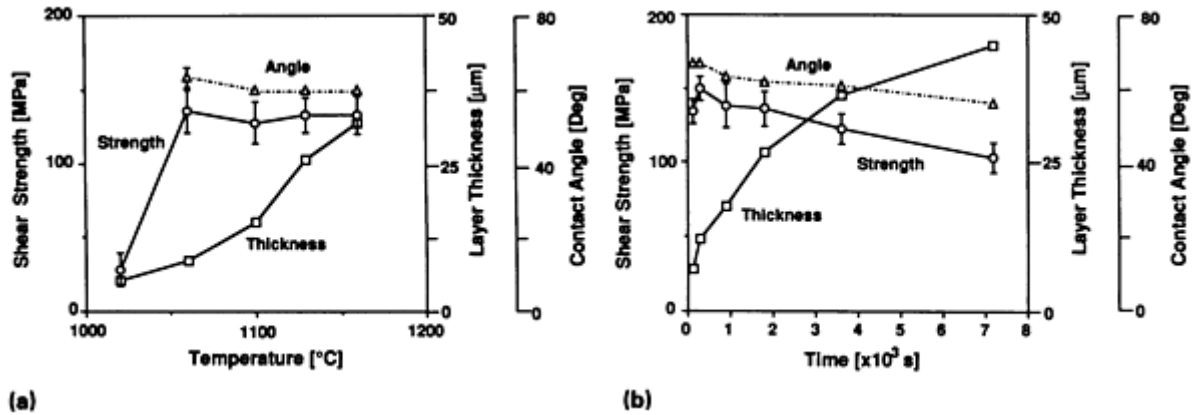 200
100
0
Shear Strength [MPa]
1000
1100
1200
Temperature [°C]
Angle
Strength
Thickness
50
25
0
Layer Thickness [μm]
80
40
0
Contact Angle [Deg]
(a)
200
100
0
Shear Strength [MPa]
0 1 2 3 4 5 6 7 8
Time [x10³ s]
Angle
Strength
Thickness
50
25
0
Layer Thickness [μm]
80
40
0
Contact Angle [Deg]
(b)